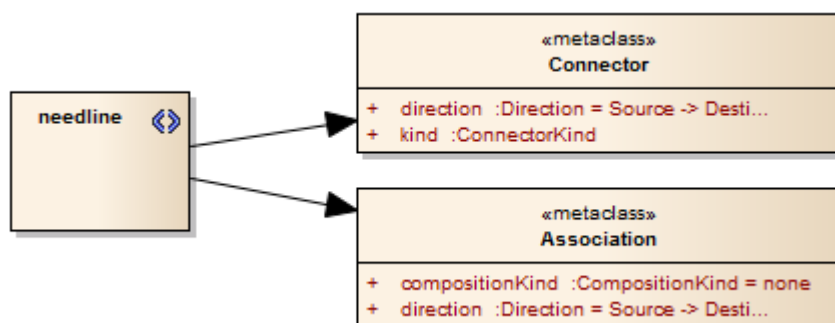 needline
«metaclass»
Connector
+ direction :Direction = Source -> Desti...
+ kind :ConnectorKind
«metaclass»
Association
+ compositionKind :CompositionKind = none
+ direction :Direction = Source -> Desti...